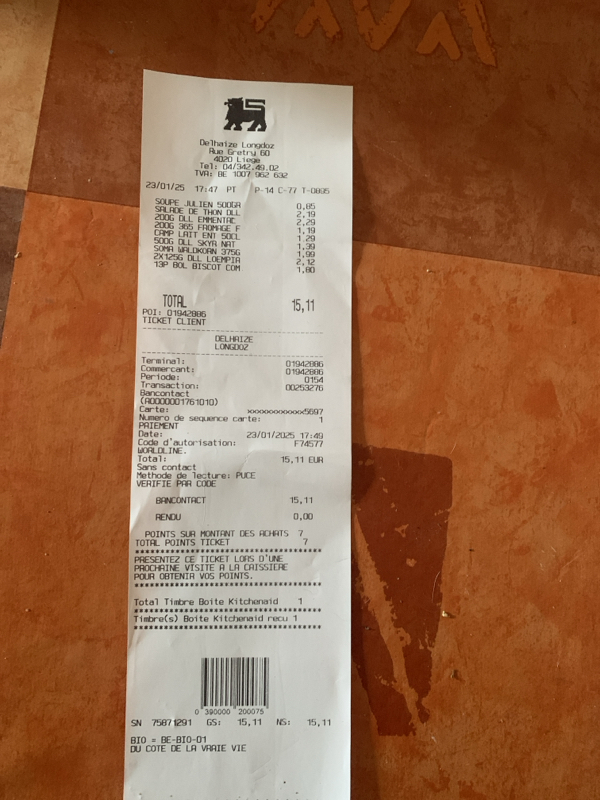 Delhaize Longdoz
Rue Gretry 60
4020 Liege
Tel: 04/342.49.02
TVA: BE 1007 962 632
23/01/25 17:47 PT P-14 C-77 T-0895
SOUPE JULIEN 500GR 0,85
SALADE DE THON DLL 2,19
200G DLL EMMENTAL 2,29
200G 365 FROMAGE F 1,19
CAMP LAIT ENT 50CL 1,29
500G DLL SKYR NAT 1,39
SOMA WALDKORN 375G 1,99
2X125G DLL LOEMPIA 2,12
13P BOL BISCOT COM 1,80
TOTAL 15,11
POI: 01942886
TICKET CLIENT
DELHAIZE
LONGDOZ
Terminal: 01942886
Commercant: 01942886
Periode: 0154
Transaction: 00253276
Bancontact
(A0000001761010)
Carte: xxxxxxxxxxxx5697
Numero de sequence carte: 1
PAIEMENT
Date: 23/01/2025 17:49
Code d'autorisation: F74577
WORLDLINE.
Total: 15,11 EUR
Sans contact
Methode de lecture: PUCE
VERIFIE PAR CODE
BANCONTACT 15,11
RENDU 0,00
POINTS SUR MONTANT DES ACHATS 7
TOTAL POINTS TICKET 7
***********************************
PRESENTEZ CE TICKET LORS D'UNE
PROCHAINE VISITE A LA CAISSIERE
POUR OBTENIR VOS POINTS.
***********************************
Total Timbre Boite Kitchenaid 1
***********************************
Timbre(s) Boite Kitchenaid recu 1
***********************************
0 390000 200075
SN 75871291 GS: 15,11 NS: 15,11
BIO = BE-BIO-01
DU COTE DE LA VRAIE VIE